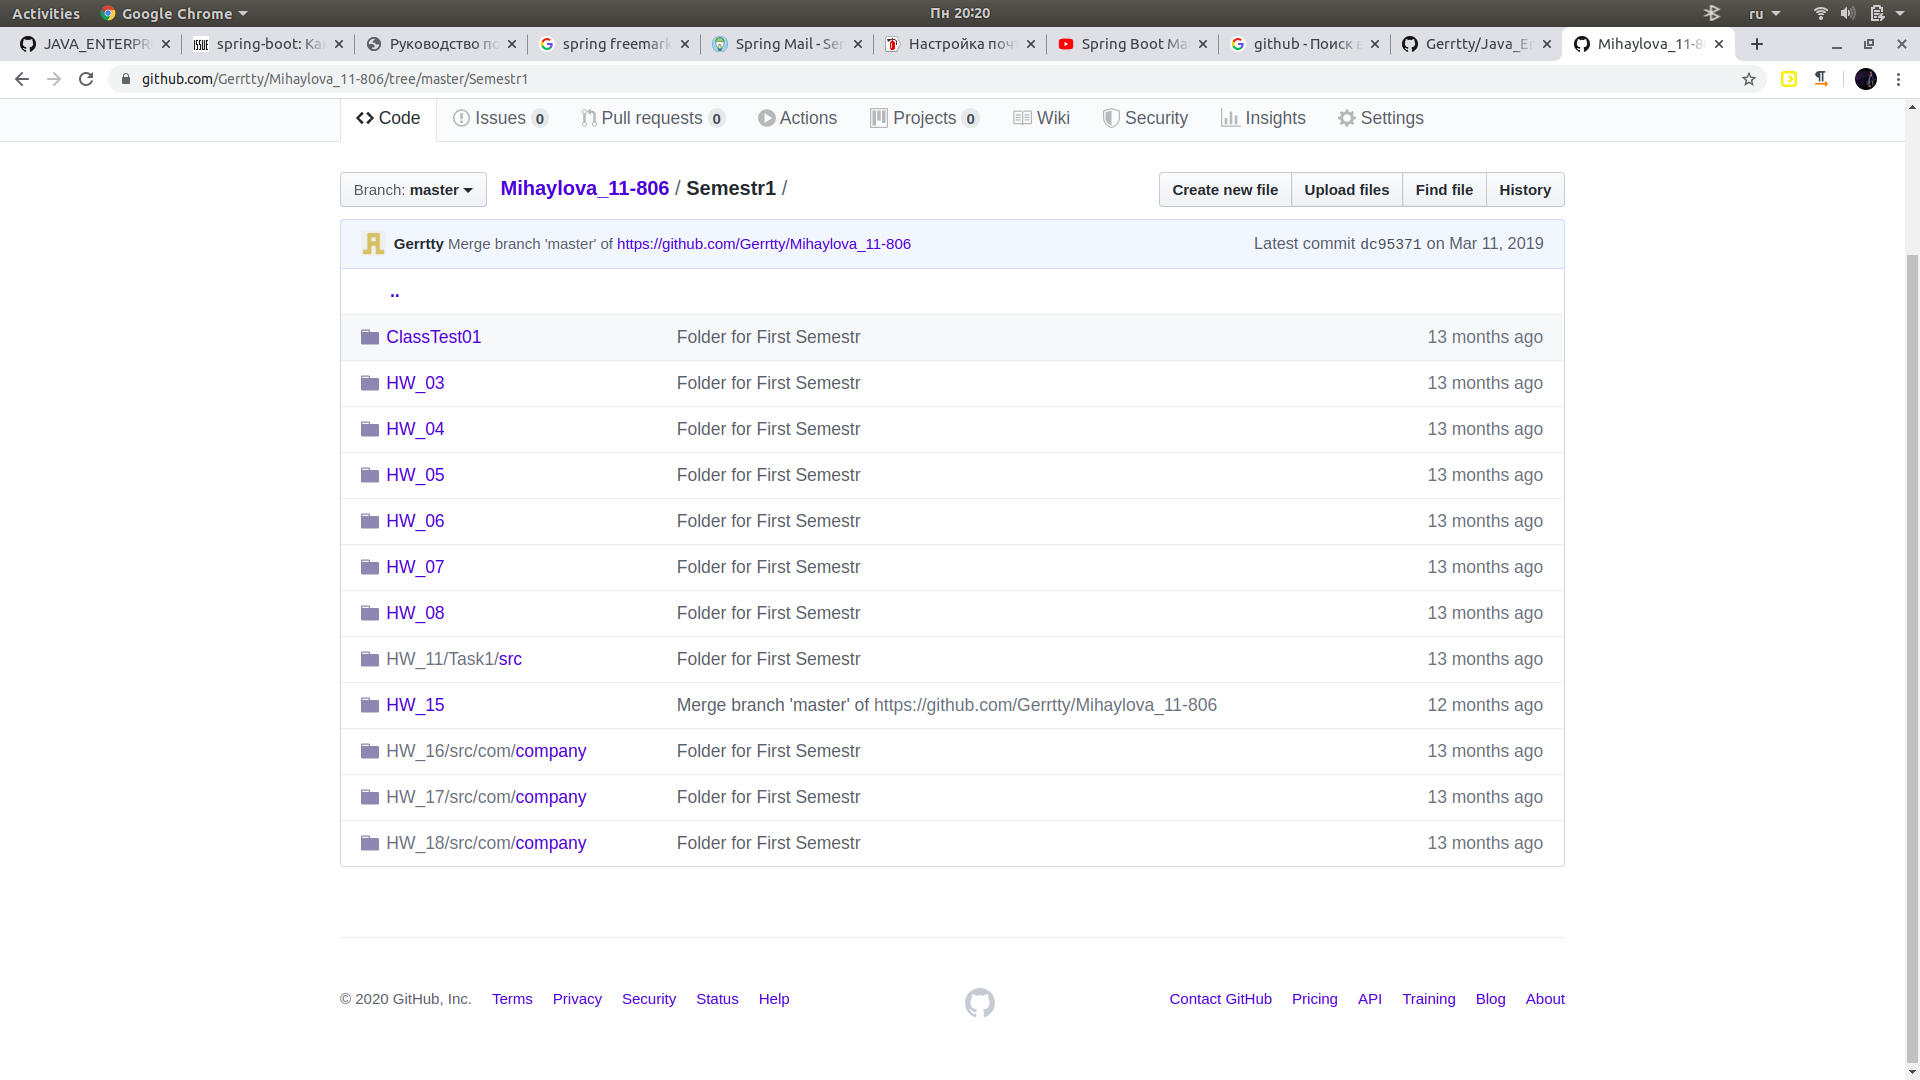 Activities Google Chrome Пн 20:20 ru
JAVA_ENTERPR spring-boot: Ка Руководство по spring freemark Spring Mail - Se Настройка поч Spring Boot Ma github - Поиск Gerrtty/Java_E Mihaylova_11-8
github.com/Gerrtty/Mihaylova_11-806/tree/master/Semestr1
Code Issues 0 Pull requests 0 Actions Projects 0 Wiki Security Insights Settings
Branch: master Mihaylova_11-806 / Semestr1 / Create new file Upload files Find file History
Gerrtty Merge branch 'master' of https://github.com/Gerrtty/Mihaylova_11-806 Latest commit dc95371 on Mar 11, 2019
..
ClassTest01 Folder for First Semestr 13 months ago
HW_03 Folder for First Semestr 13 months ago
HW_04 Folder for First Semestr 13 months ago
HW_05 Folder for First Semestr 13 months ago
HW_06 Folder for First Semestr 13 months ago
HW_07 Folder for First Semestr 13 months ago
HW_08 Folder for First Semestr 13 months ago
HW_11/Task1/src Folder for First Semestr 13 months ago
HW_15 Merge branch 'master' of https://github.com/Gerrtty/Mihaylova_11-806 12 months ago
HW_16/src/com/company Folder for First Semestr 13 months ago
HW_17/src/com/company Folder for First Semestr 13 months ago
HW_18/src/com/company Folder for First Semestr 13 months ago
© 2020 GitHub, Inc. Terms Privacy Security Status Help Contact GitHub Pricing API Training Blog About